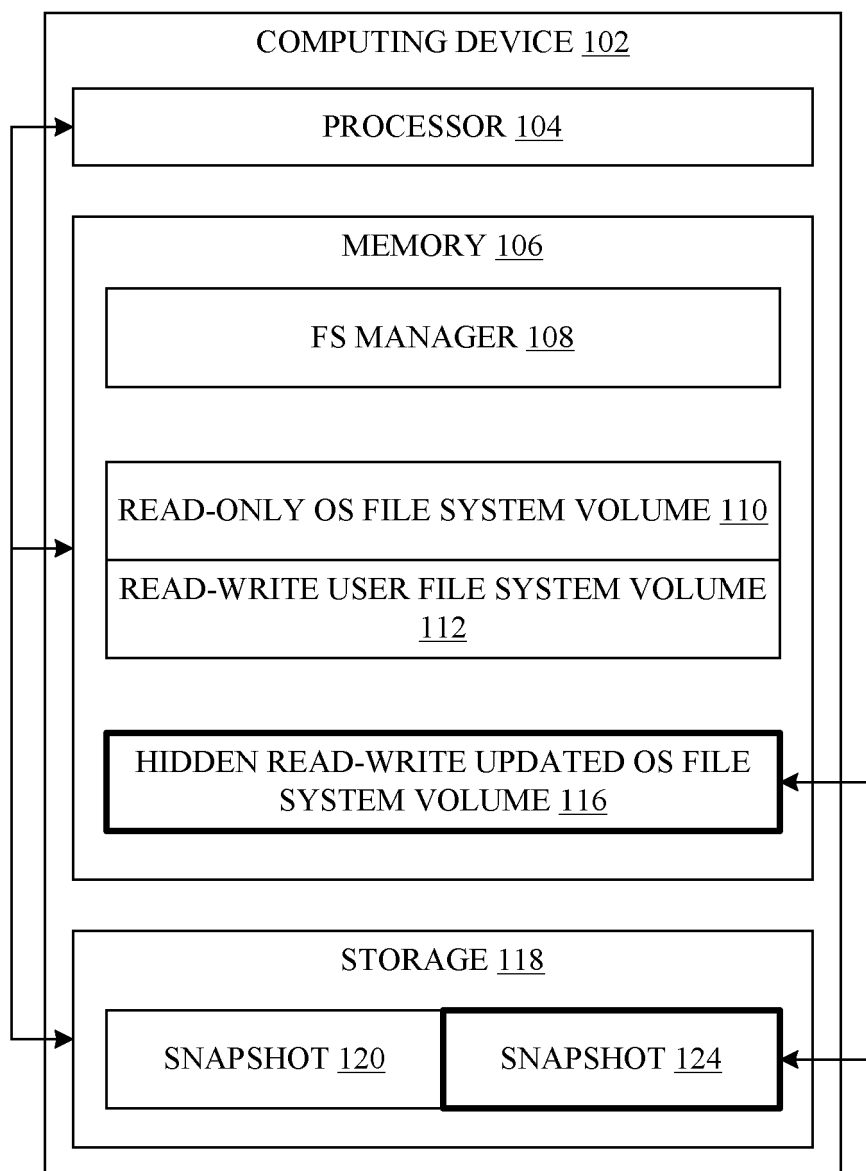 COMPUTING DEVICE 102
PROCESSOR 104
MEMORY 106
FS MANAGER 108
READ-ONLY OS FILE SYSTEM VOLUME 110
READ-WRITE USER FILE SYSTEM VOLUME
112
HIDDEN READ-WRITE UPDATED OS FILE
SYSTEM VOLUME 116
STORAGE 118
SNAPSHOT 120
SNAPSHOT 124